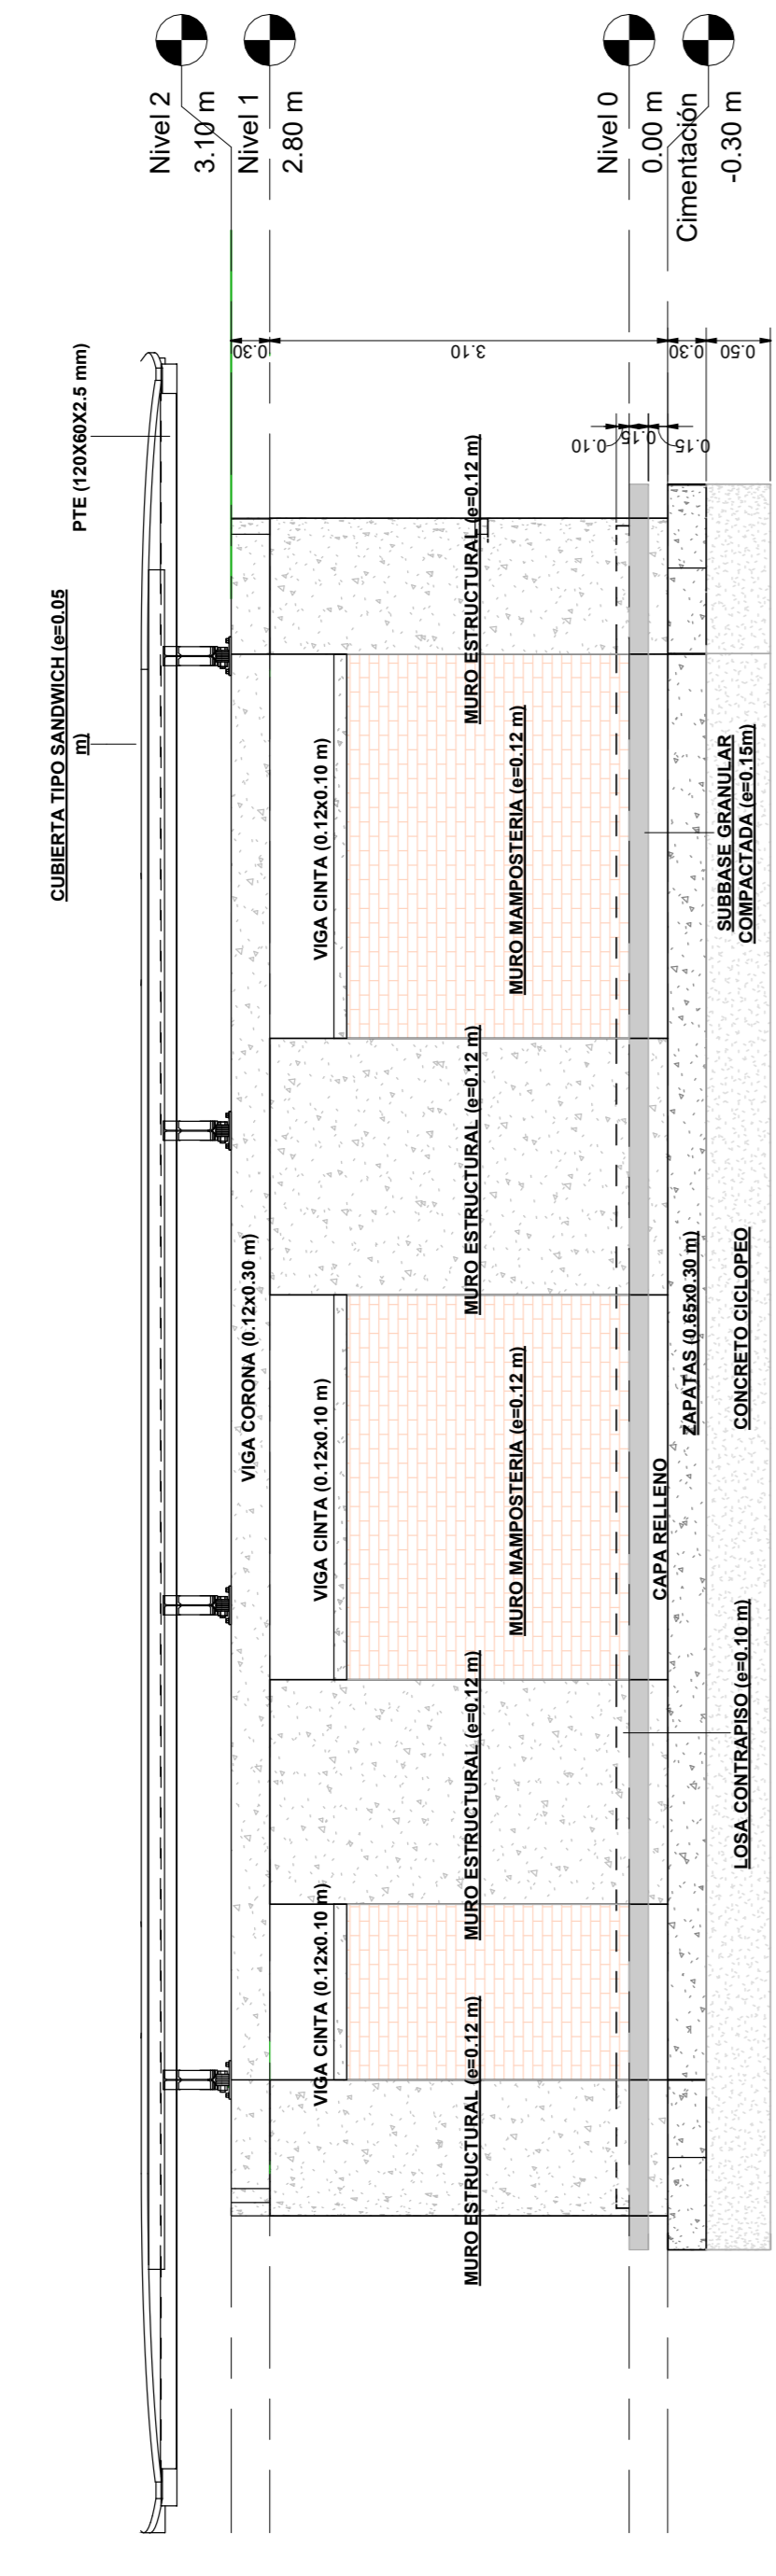 Nivel 2
3.10 m
Nivel 1
2.80 m
Nivel 0
0.00 m
Cimentación
-0.30 m
0.30
3.10
0.30
0.50
0.10
0.15
0.15
PTE (120X60X2.5 mm)
CUBIERTA TIPO SANDWICH (e=0.05
m)
MURO ESTRUCTURAL (e=0.12 m)
VIGA CINTA (0.12x0.10 m)
MURO MAMPOSTERIA (e=0.12 m)
SUBBASE GRANULAR
COMPACTADA (e=0.15m)
MURO ESTRUCTURAL (e=0.12 m)
VIGA CORONA (0.12x0.30 m)
VIGA CINTA (0.12x0.10 m)
MURO MAMPOSTERIA (e=0.12 m)
ZAPATAS (0.65x0.30 m)
CONCRETO CICLOPEO
CAPA RELLENO
MURO ESTRUCTURAL (e=0.12 m)
LOSA CONTRAPISO (e=0.10 m)
VIGA CINTA (0.12x0.10 m)
MURO ESTRUCTURAL (e=0.12 m)